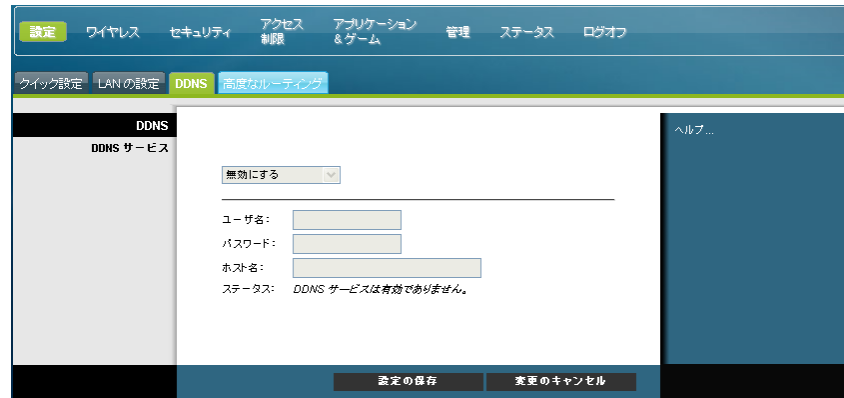 設定 ワイヤレス セキュリティ アクセス制限 アプリケーション&ゲーム 管理 ステータス ログオフ
クイック設定 LANの設定 DDNS 高度なルーティング
DDNS
ヘルプ...
DDNS サービス
無効にする
ユーザ名:
パスワード:
ホスト名:
ステータス: DDNS サービスは有効でありません。
設定の保存 変更のキャンセル